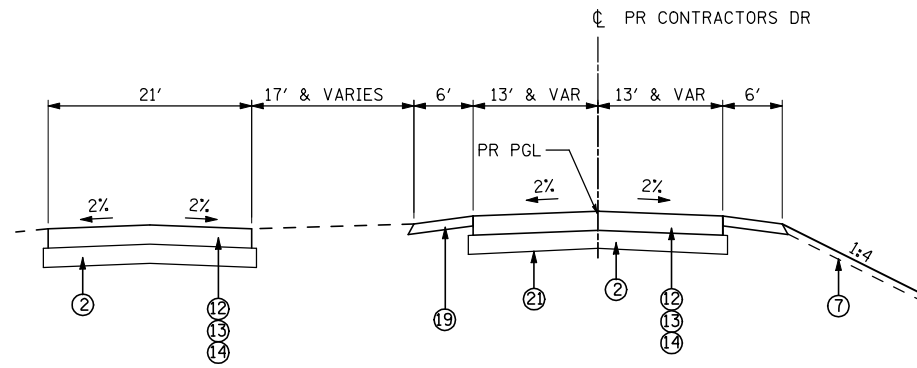 ℄ PR CONTRACTORS DR
21' 17' & VARIES 6' 13' & VAR 13' & VAR 6'
PR PGL
2% 2% 2% 2%
1:4
2 12 13 14 19 21 2 12 13 14 7